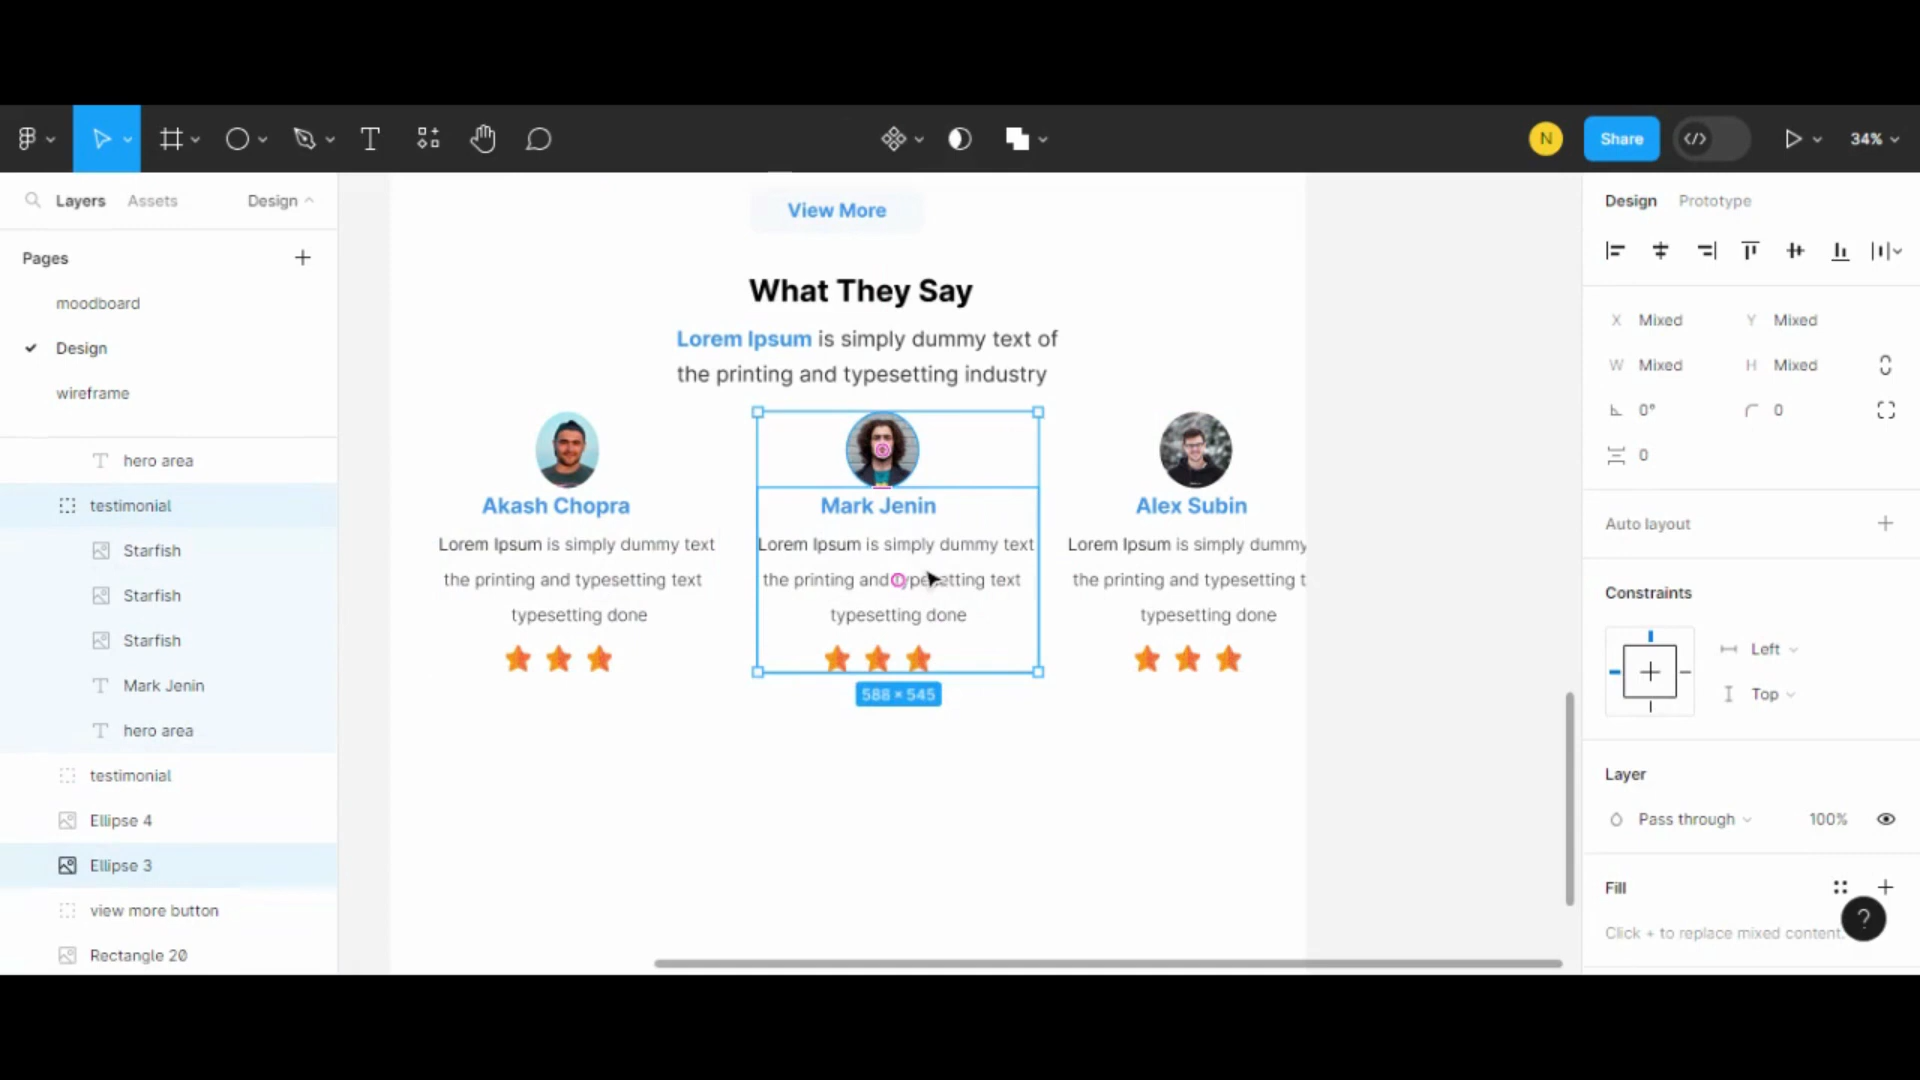 N
Share
34%
Layers
Assets
Design
Pages
moodboard
Design
wireframe
hero area
testimonial
Starfish
Starfish
Starfish
Mark Jenin
hero area
testimonial
Ellipse 4
Ellipse 3
view more button
Rectangle 20
View More
What They Say
Lorem Ipsum is simply dummy text of
the printing and typesetting industry
Akash Chopra
Lorem Ipsum is simply dummy text
the printing and typesetting text
typesetting done
Mark Jenin
Lorem Ipsum is simply dummy text
the printing and typesetting text
typesetting done
588 × 545
Alex Subin
Lorem Ipsum is simply dummy
the printing and typesetting t
typesetting done
Design
Prototype
X Mixed
Y Mixed
W Mixed
H Mixed
0°
0
0
Auto layout
Constraints
Left
Top
Layer
Pass through
100%
Fill
Click + to replace mixed content.
?